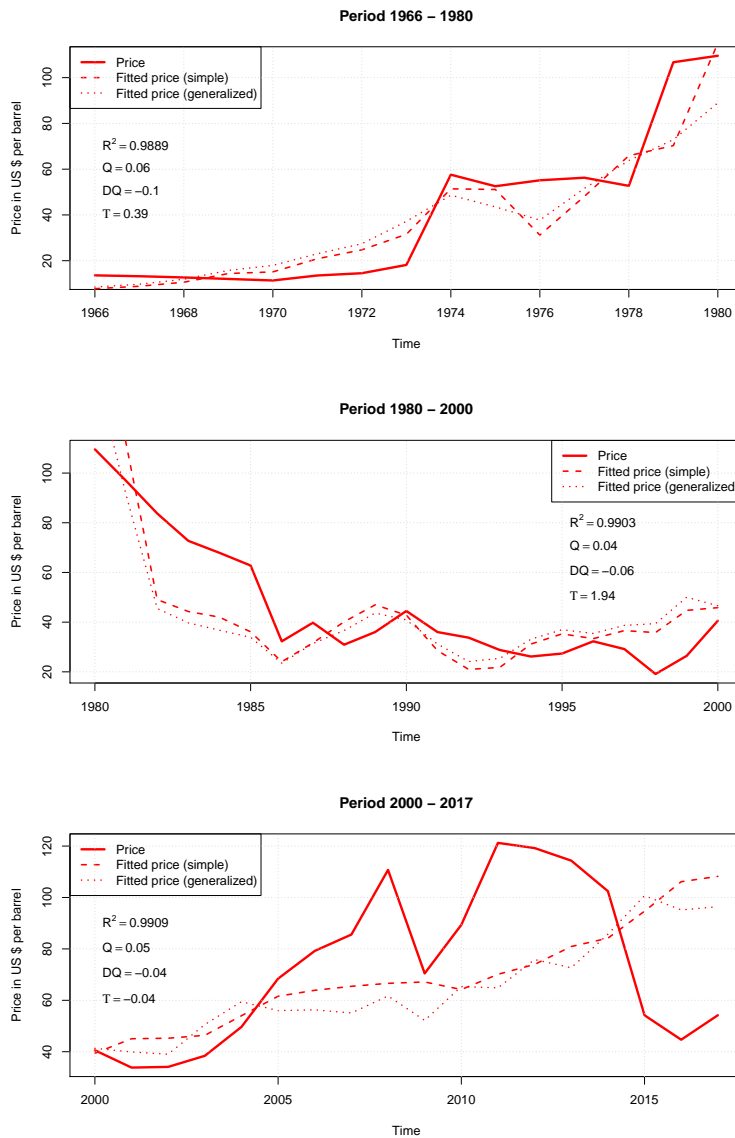 Period 1966 − 1980
Price in US $ per barrel
100
80
60
40
20
Price
Fitted price (simple)
Fitted price (generalized)
R² = 0.9889
Q = 0.06
DQ = −0.1
T = 0.39
1966 1968 1970 1972 1974 1976 1978 1980
Time
Period 1980 − 2000
Price in US $ per barrel
100
80
60
40
20
Price
Fitted price (simple)
Fitted price (generalized
R² = 0.9903
Q = 0.04
DQ = −0.06
T = 1.94
1980 1985 1990 1995 2000
Time
Period 2000 − 2017
Price in US $ per barrel
120
100
80
60
40
Price
Fitted price (simple)
Fitted price (generalized)
R² = 0.9909
Q = 0.05
DQ = −0.04
T = −0.04
2000 2005 2010 2015
Time